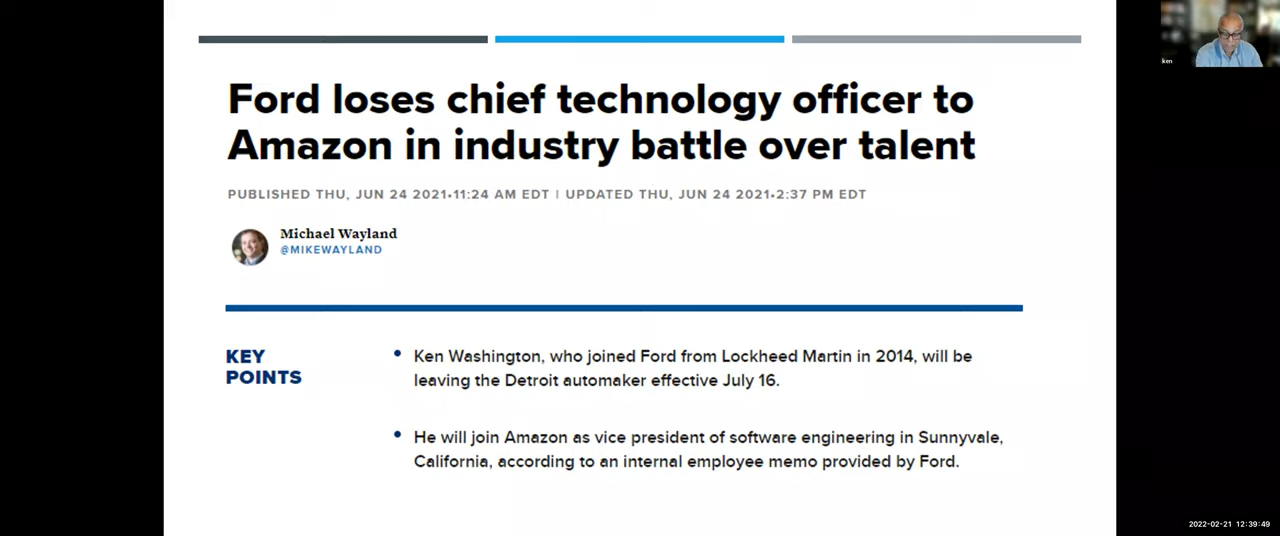 Ford loses chief technology officer to
Amazon in industry battle over talent
PUBLISHED THU, JUN 24 2021•11:24 AM EDT | UPDATED THU, JUN 24 2021•2:37 PM EDT
Michael Wayland
@MIKEWAYLAND
KEY
POINTS
• Ken Washington, who joined Ford from Lockheed Martin in 2014, will be
leaving the Detroit automaker effective July 16.
• He will join Amazon as vice president of software engineering in Sunnyvale,
California, according to an internal employee memo provided by Ford.
ken
2022-02-21 12:39:49